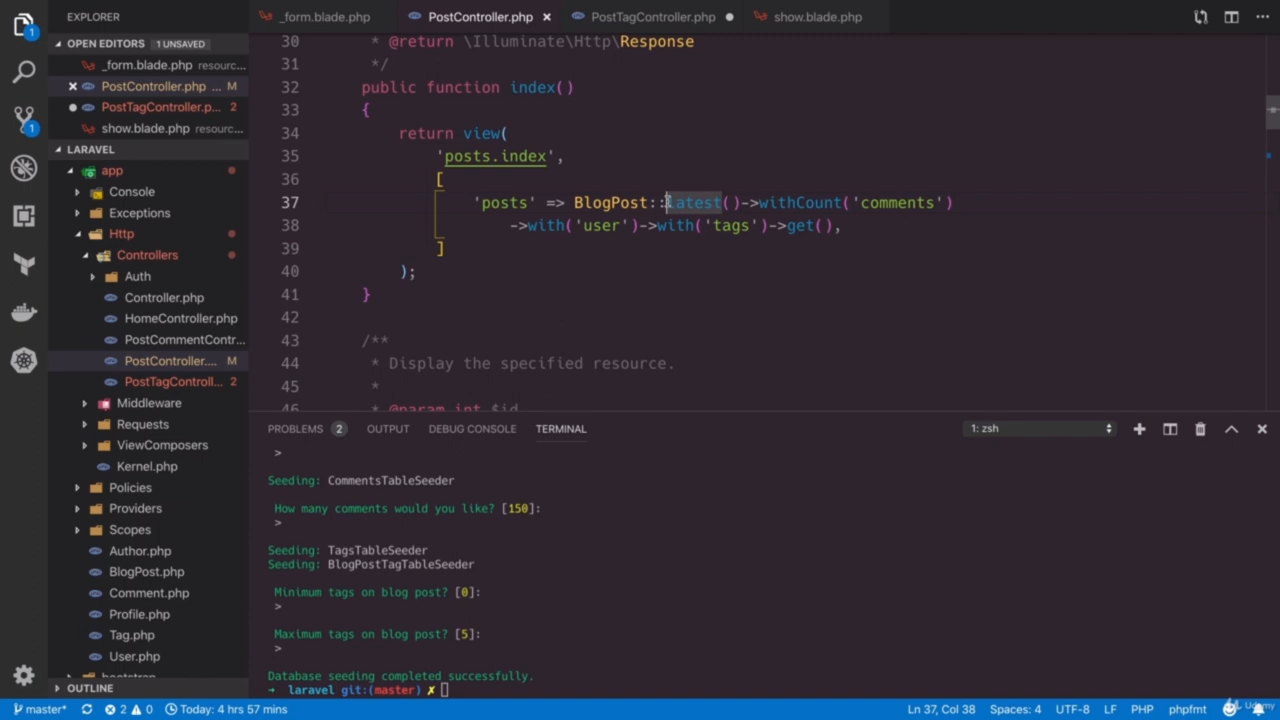 EXPLORER
_form.blade.php
PostController.php
PostTagController.php
show.blade.php
OPEN EDITORS 1 UNSAVED
_form.blade.php resourc...
PostController.php ... M
PostTagController.p... 2
show.blade.php resourc...
LARAVEL
app
Console
Exceptions
Http
Controllers
Auth
Controller.php
HomeController.php
PostCommentContr...
PostController.... M
PostTagControll... 2
Middleware
Requests
ViewComposers
Kernel.php
Policies
Providers
Scopes
Author.php
BlogPost.php
Comment.php
Profile.php
Tag.php
User.php
bootstrap
OUTLINE
30 * @return \Illuminate\Http\Response
31 */
32 public function index()
33 {
34 return view(
35 'posts.index',
36 [
37 'posts' => BlogPost::latest()->withCount('comments')
38 ->with('user')->with('tags')->get(),
39 ]
40 );
41 }
42
43 /**
44 * Display the specified resource.
45 *
46 * @param int $id
PROBLEMS 2 OUTPUT DEBUG CONSOLE TERMINAL 1: zsh
>
Seeding: CommentsTableSeeder
How many comments would you like? [150]:
>
Seeding: TagsTableSeeder
Seeding: BlogPostTagTableSeeder
Minimum tags on blog post? [0]:
>
Maximum tags on blog post? [5]:
>
Database seeding completed successfully.
→ laravel git:(master) ✗
master* 2 0 Today: 4 hrs 57 mins Ln 37, Col 38 Spaces: 4 UTF-8 LF PHP phpfmt
Udemy